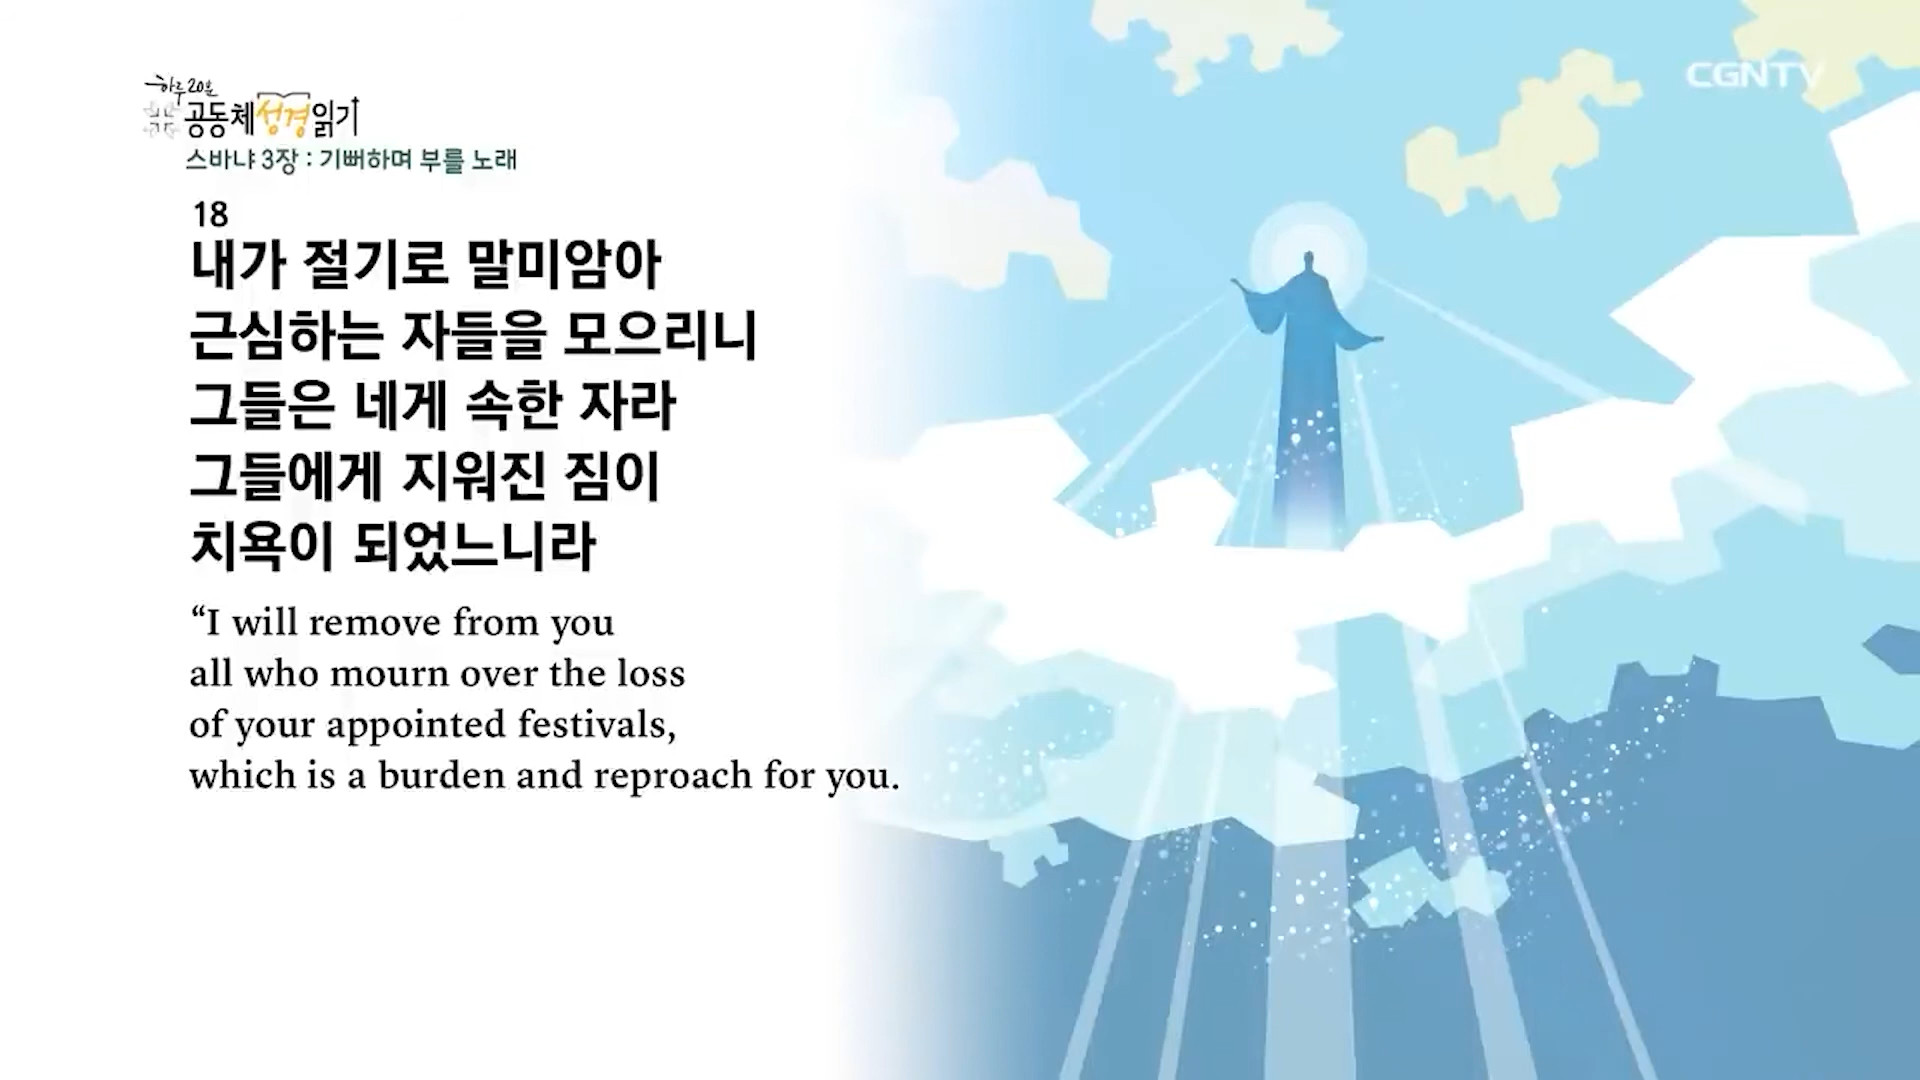 하루 20분
공동체성경읽기
CGNTV
스바냐 3장 : 기뻐하며 부를 노래
18
내가 절기로 말미암아
근심하는 자들을 모으리니
그들은 네게 속한 자라
그들에게 지워진 짐이
치욕이 되었느니라
“I will remove from you
all who mourn over the loss
of your appointed festivals,
which is a burden and reproach for you.